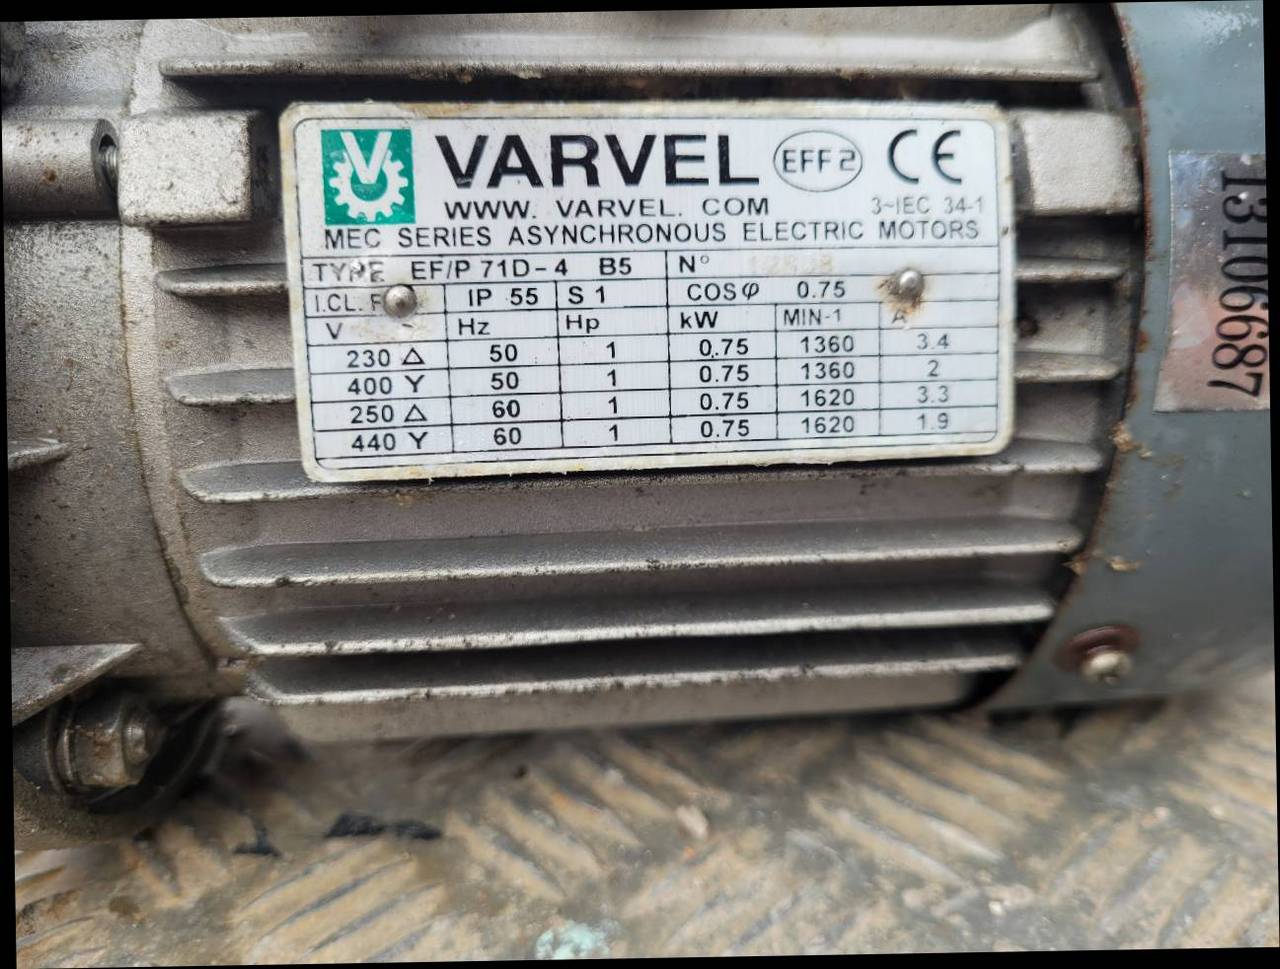 V
VARVEL EFF 2 CE
WWW. VARVEL. COM 3~IEC 34-1
MEC SERIES ASYNCHRONOUS ELECTRIC MOTORS
TYPE EF/P 71D-4 B5 N°
I.CL. F IP 55 S 1 COSφ 0.75
V Hz Hp kW MIN-1 A
230 Δ 50 1 0.75 1360 3.4
400 Y 50 1 0.75 1360 2
250 Δ 60 1 0.75 1620 3.3
440 Y 60 1 0.75 1620 1.9
13106687